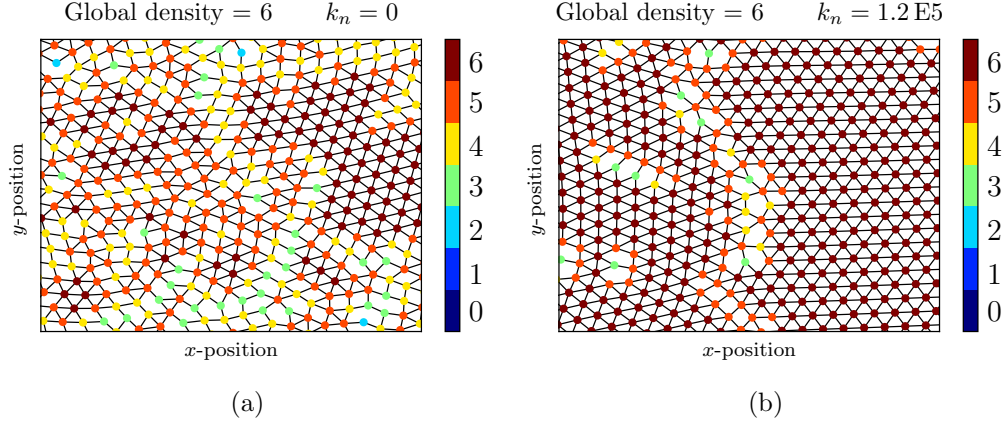 Global density = 6 k_n = 0
6
5
4
3
2
1
0
y-position
x-position
(a)
Global density = 6 k_n = 1.2 E5
6
5
4
3
2
1
0
y-position
x-position
(b)